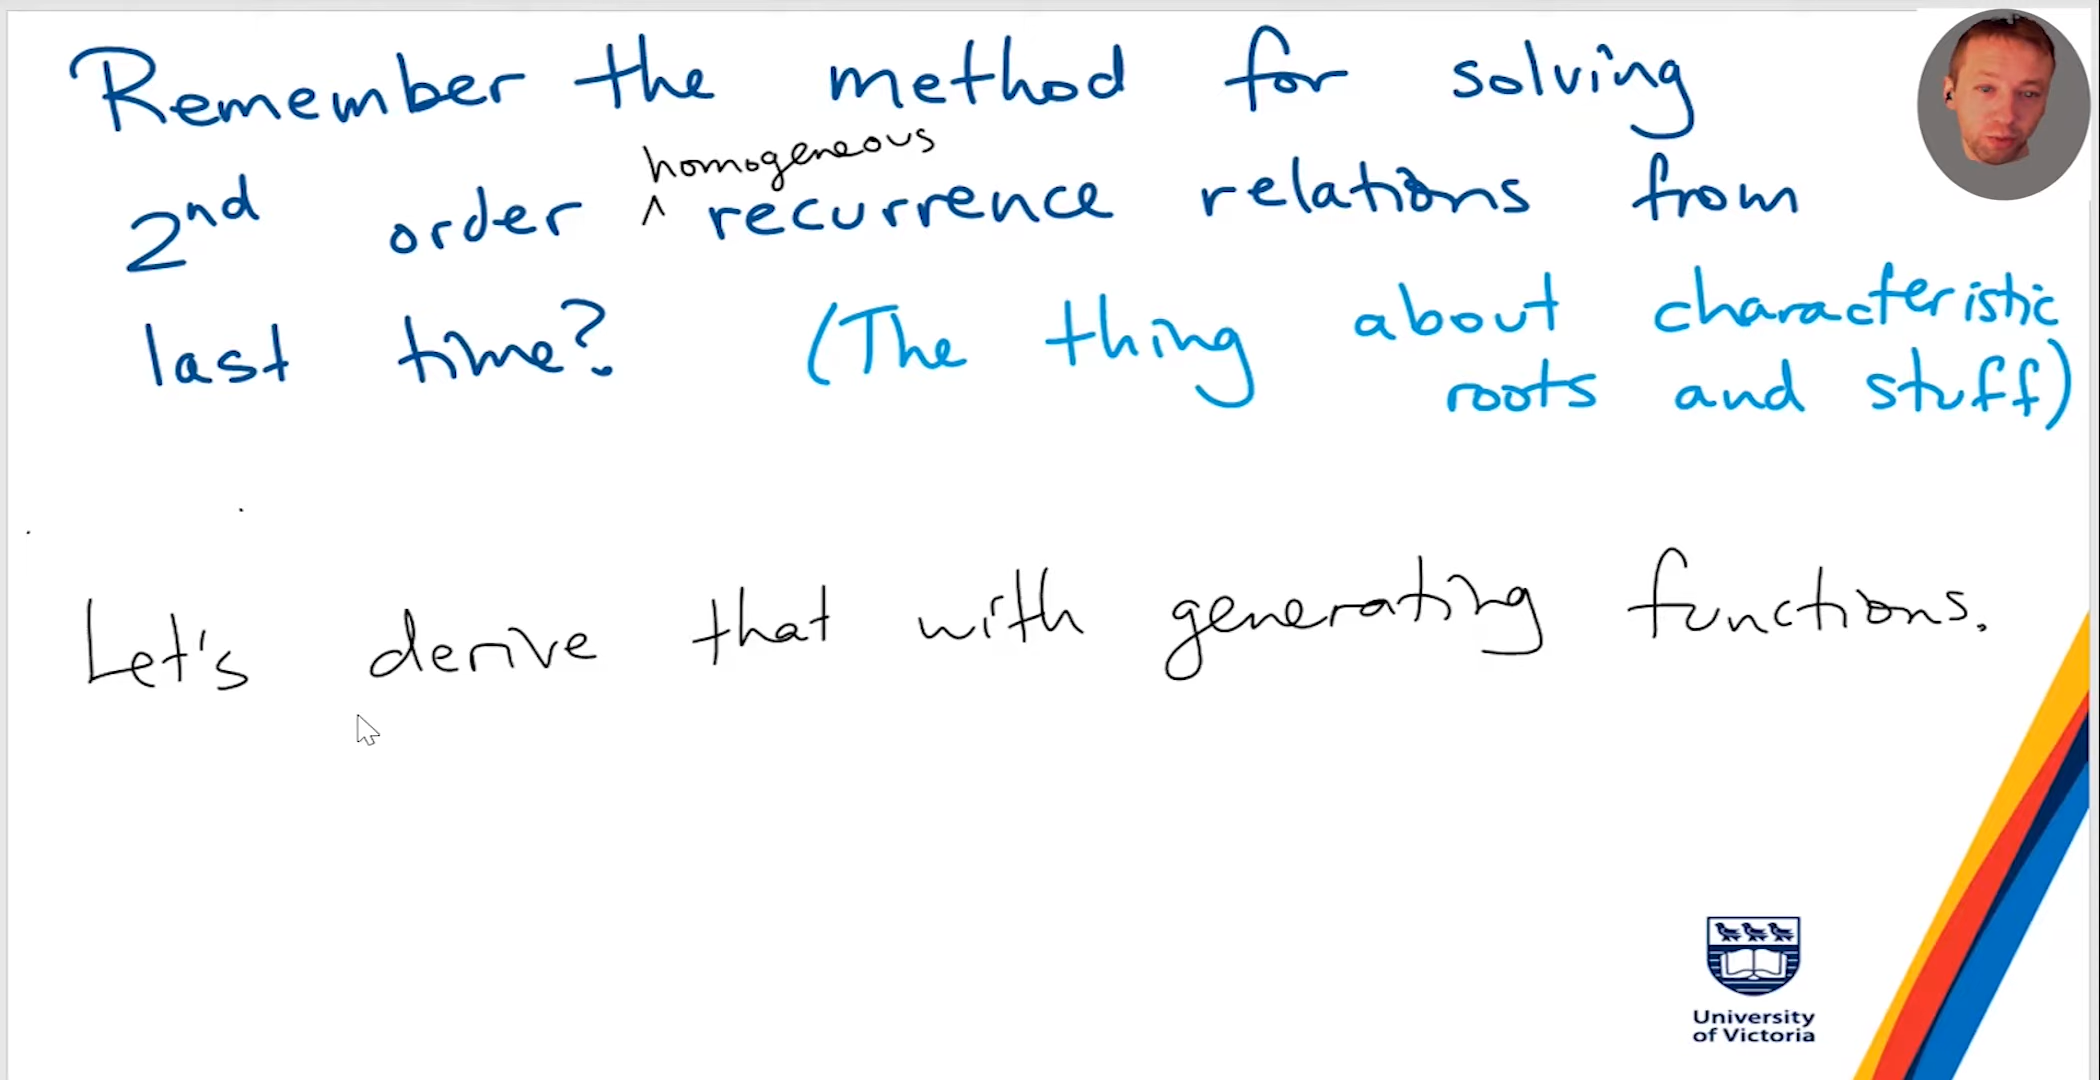 Remember the method for solving
homogeneous
2nd order ^ recurrence relations from
last time? (The thing about characteristic
roots and stuff)
Let's derive that with generating functions.
University
of Victoria